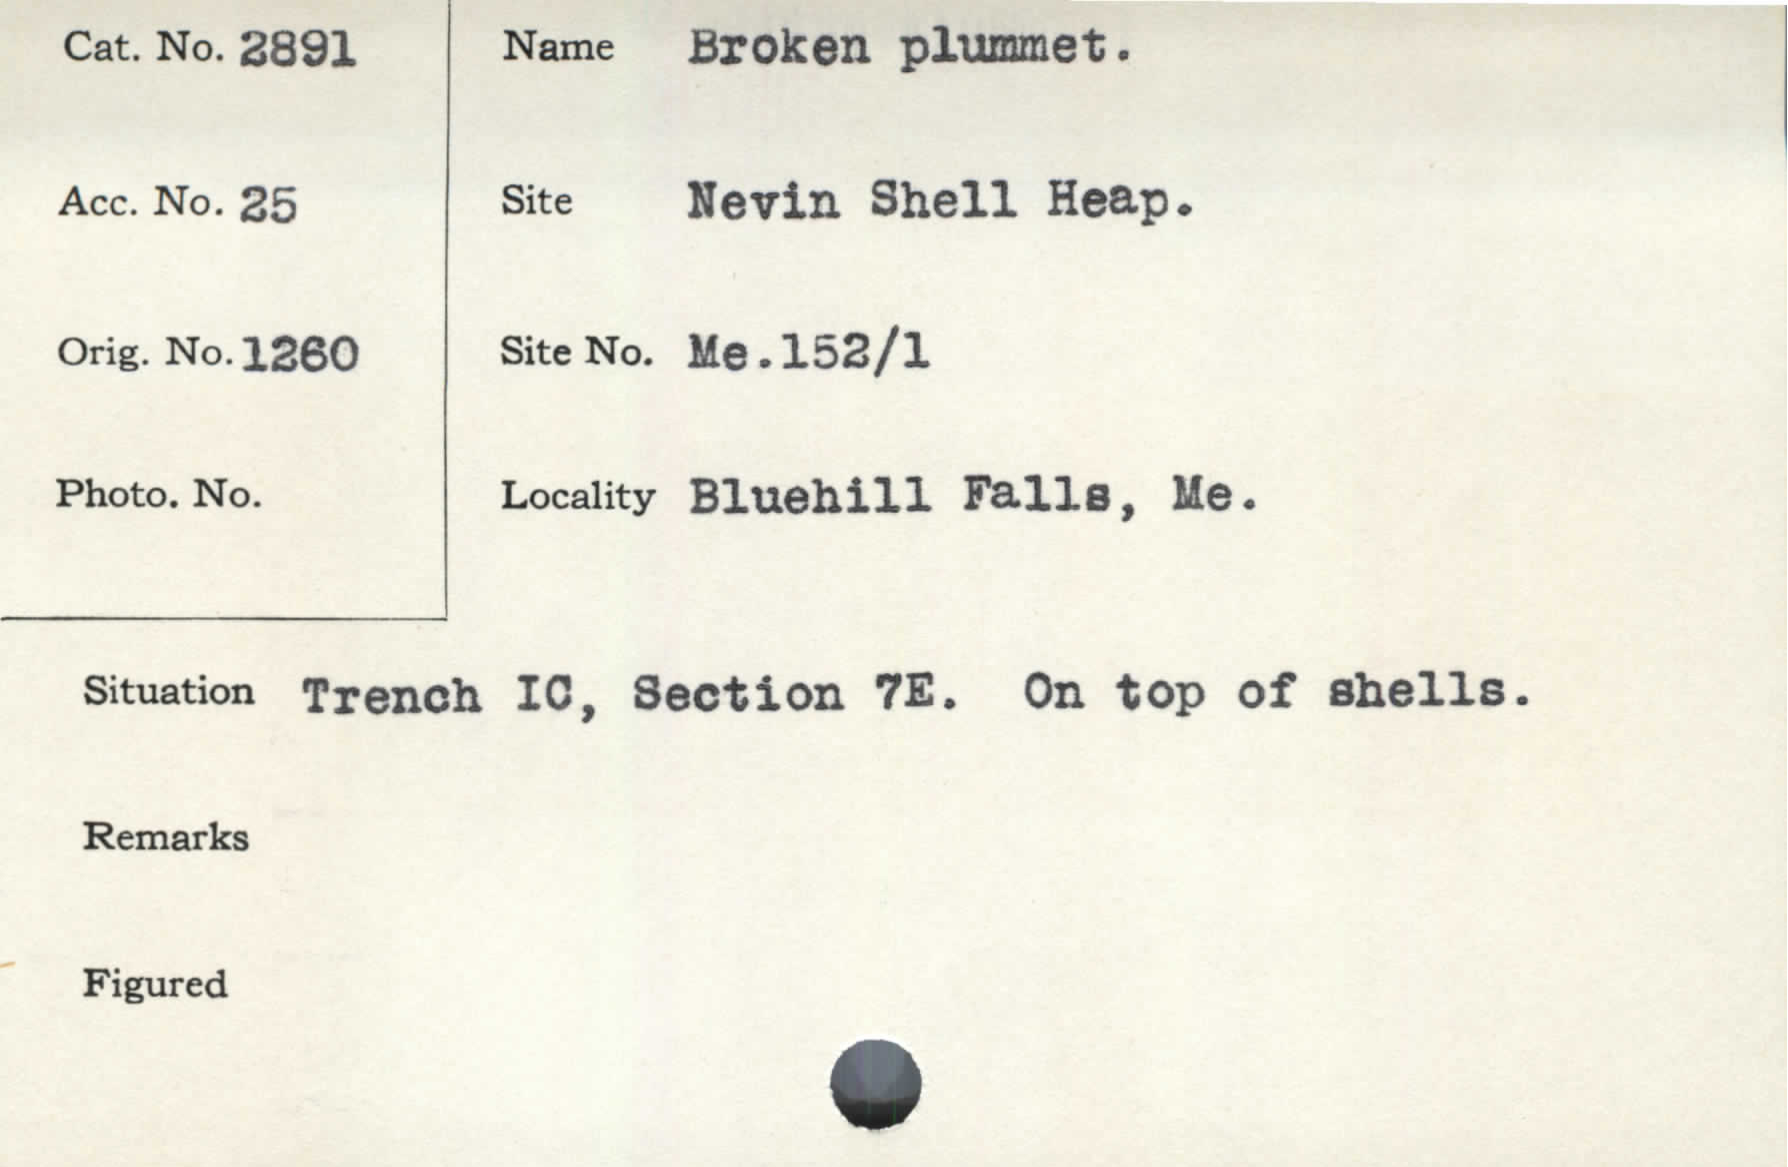 Cat. No. 2891
Acc. No. 25
Orig. No. 1260
Photo. No.
Name Broken plummet.
Site Nevin Shell Heap.
Site No. Me.152/1
Locality Bluehill Falls, Me.
Situation Trench IC, Section 7E. On top of shells.
Remarks
Figured